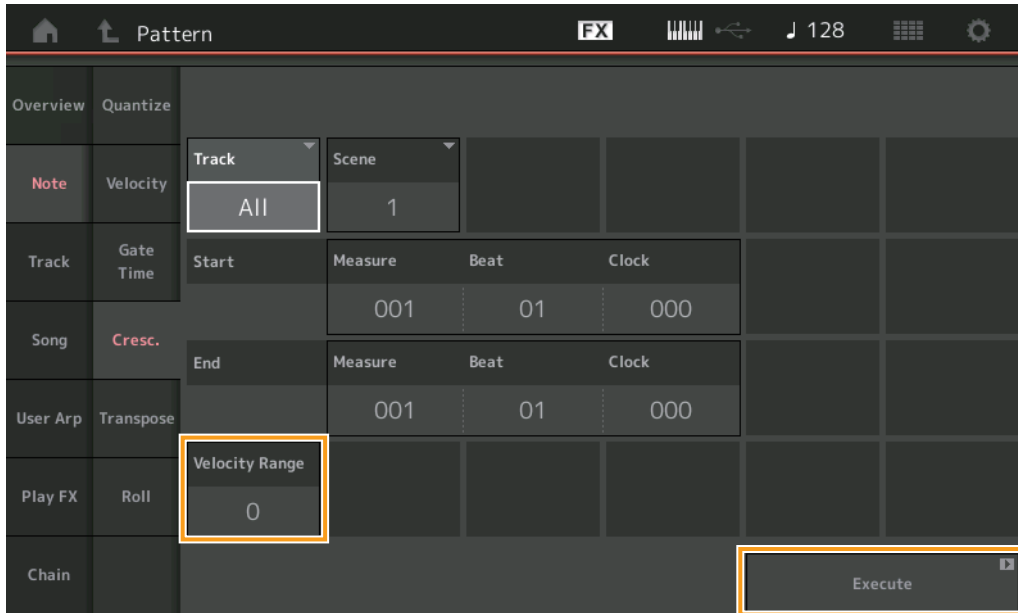 Pattern
FX
♩ 128
Overview
Quantize
Note
Velocity
Track
All
Scene
1
Track
Gate
Time
Start
Measure
Beat
Clock
001
01
000
Song
Cresc.
End
Measure
Beat
Clock
001
01
000
User Arp
Transpose
Velocity Range
0
Play FX
Roll
Chain
Execute